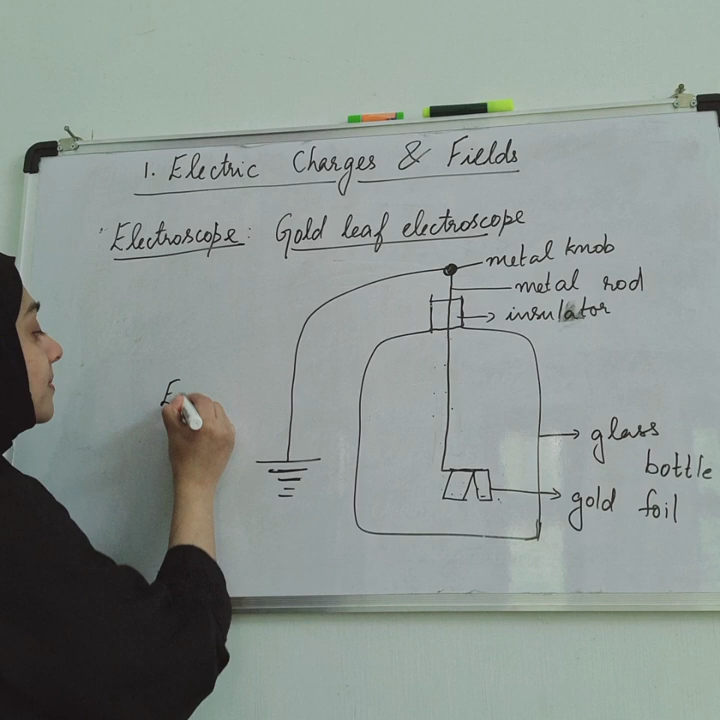 1. Electric Charges & Fields
Electroscope: Gold leaf electroscope
metal knob
metal rod
insulator
glass
bottle
gold foil
E